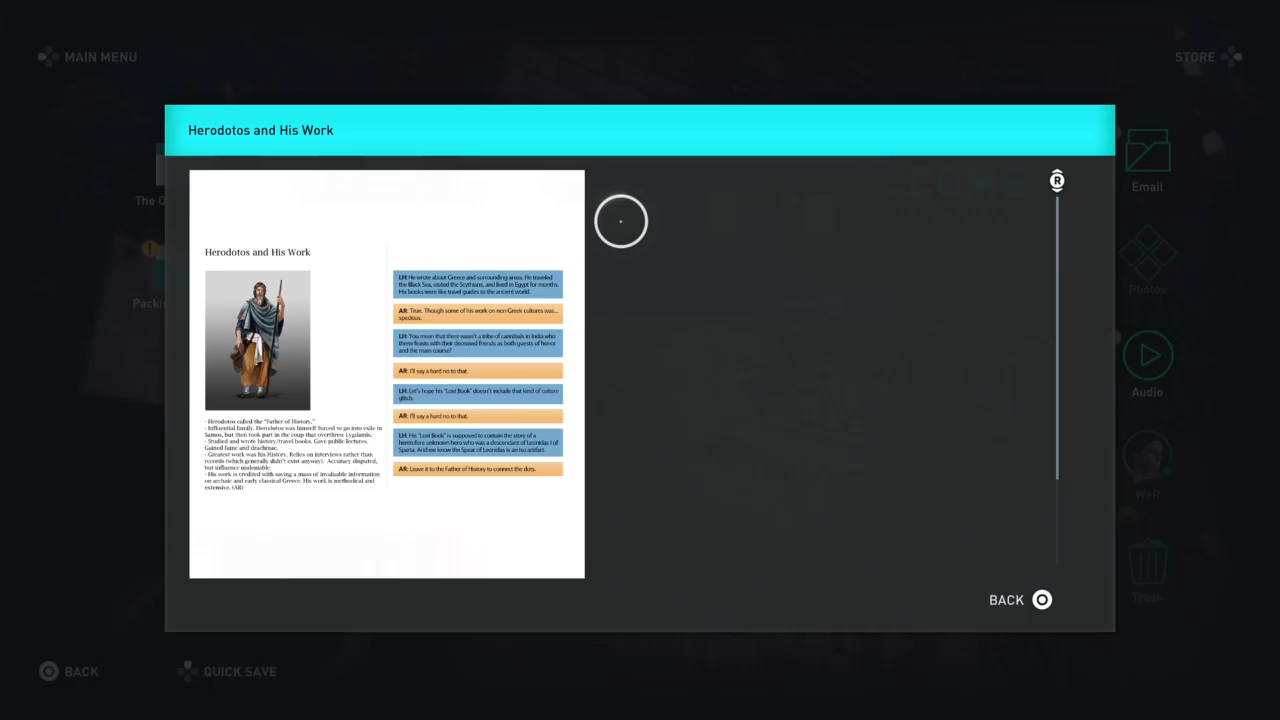 MAIN MENU
STORE
Herodotos and His Work
R
COME
Email
The
Herodotos and His Work
LH: He wrote about Greece and surrounding areas. He traveled
the Black Sea, visited the Scythians, and lived in Egypt for months.
His books were like travel guides to the ancient world.
AR: True. Though some of his work on non-Greek cultures was...
specious.
LH: You mean that there wasn't a tribe of cannibals in India who
threw feasts with their deceased friends as both guests of honor
and the main course?
AR: I'll say a hard no to that.
LH: Let's hope his "Lost Book" doesn't include that kind of culture
glitch.
AR: I'll say a hard no to that.
LH: His "Lost Book" is supposed to contain the story of a
heretofore unknown hero who was a descendant of Leonidas I of
Sparta. And we know the Spear of Leonidas is an Isu artifact.
AR: Leave it to the Father of History to connect the dots.
- Herodotos called the "Father of History."
- Influential family. Herodotos was himself forced to go into exile in
Samos, but then took part in the coup that overthrew Lygdamis.
- Studied and wrote history/travel books. Gave public lectures.
Gained fame and drachmae.
- Greatest work was his History. Relies on interviews rather than
records (which generally didn't exist anyway). Accuracy disputed,
but influence undeniable.
- His work is credited with saving a mass of invaluable information
on archaic and early classical Greece. His work is methodical and
extensive. (AR)
Photos
Packi
Audio
WeR
Trash
BACK
BACK
QUICK SAVE